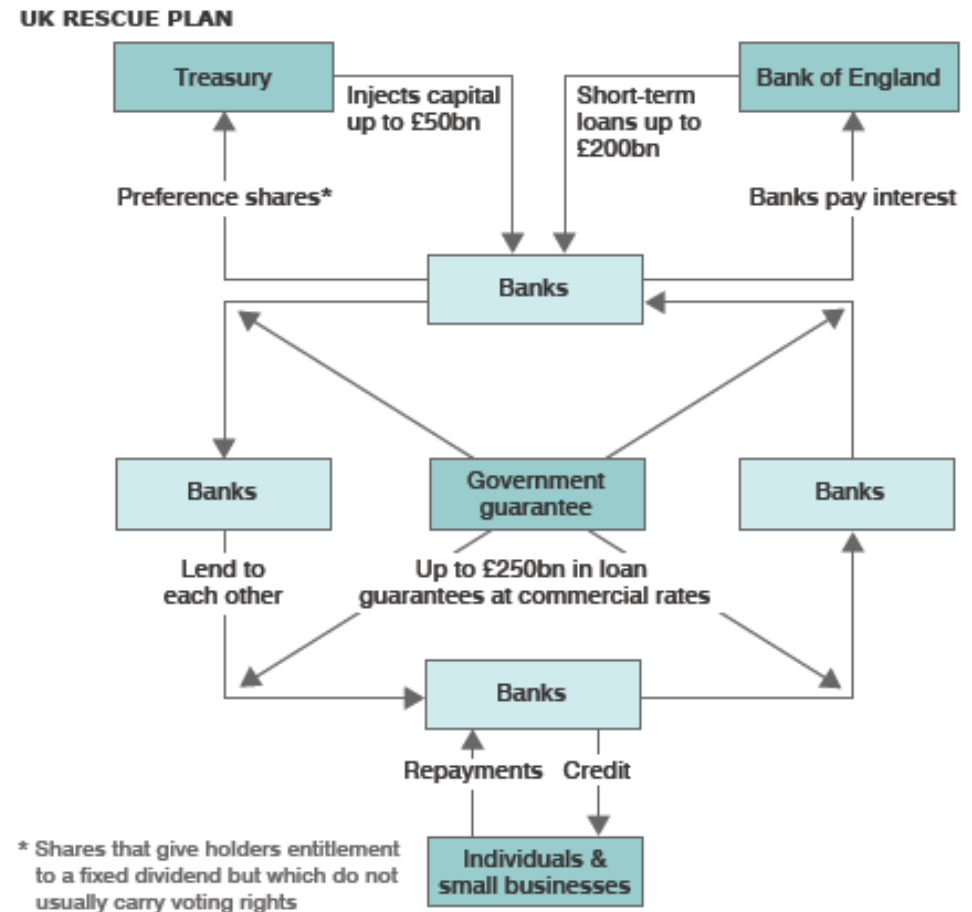 UK RESCUE PLAN
Treasury
Injects capital
up to £50bn
Short-term
loans up to
£200bn
Bank of England
Preference shares*
Banks pay interest
Banks
Banks
Government
guarantee
Banks
Lend to
each other
Up to £250bn in loan
guarantees at commercial rates
Banks
Repayments
Credit
Individuals &
small businesses
* Shares that give holders entitlement
to a fixed dividend but which do not
usually carry voting rights